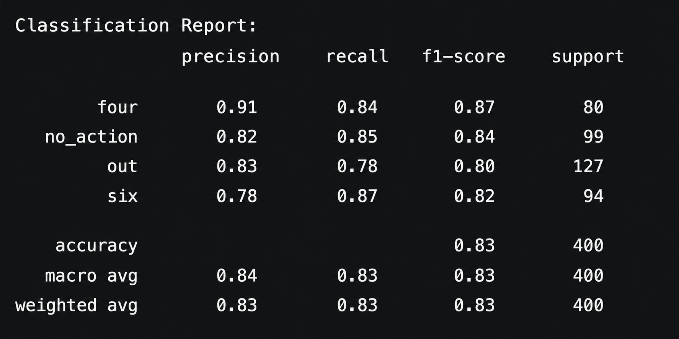 Classification Report:
precision recall f1-score support
four 0.91 0.84 0.87 80
no_action 0.82 0.85 0.84 99
out 0.83 0.78 0.80 127
six 0.78 0.87 0.82 94
accuracy 0.83 400
macro avg 0.84 0.83 0.83 400
weighted avg 0.83 0.83 0.83 400